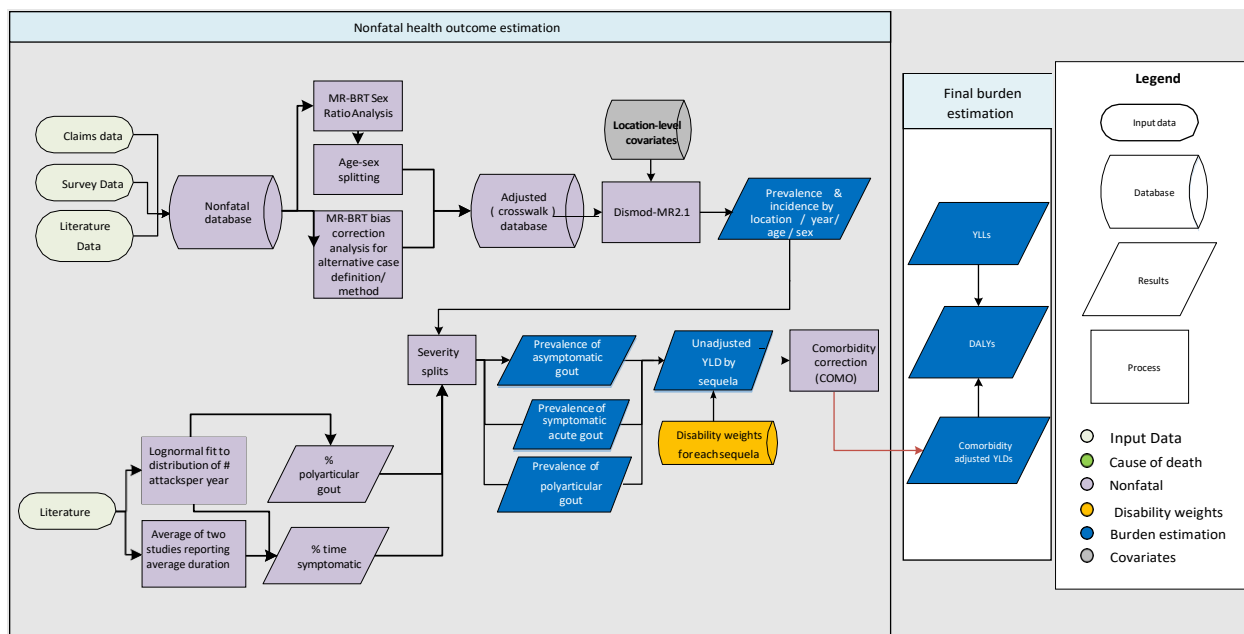 Nonfatal health outcome estimation
Claims data
Survey Data
Literature
Data
Nonfatal
database
MR-BRT Sex
Ratio Analysis
Age-sex
splitting
MR-BRT bias
correction
analysis for
alternative case
definition/
method
Adjusted
( crosswalk )
database
Location-level
covariates
Dismod-MR2.1
Prevalence &
incidence by
location / year/
age / sex
Severity
splits
Prevalence of
asymptomatic
gout
Prevalence of
symptomatic
acute gout
Prevalence of
polyarticular
gout
Unadjusted
YLD by
sequela
Disability weights
for each sequela
Comorbidity
correction
(COMO)
Literature
Lognormal fit to
distribution of #
attacksper year
Average of two
studies reporting
average duration
%
polyarticular
gout
% time
symptomatic
Final burden
estimation
YLLs
DALYs
Comorbidity
adjusted YLDs
Legend
Input data
Database
Results
Process
Input Data
Cause of death
Nonfatal
Disability weights
Burden estimation
Covariates